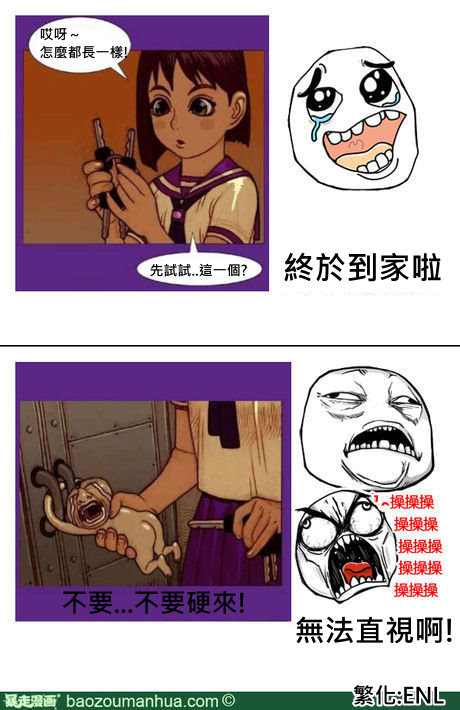 哎呀~
怎麼都長一樣!
先試試..這一個?
終於到家啦
操操操
操操操
操操操
操操操
操操操
不要...不要硬來!
無法直視啊!
繁化:ENL
暴走漫画 baozoumanhua.com ©